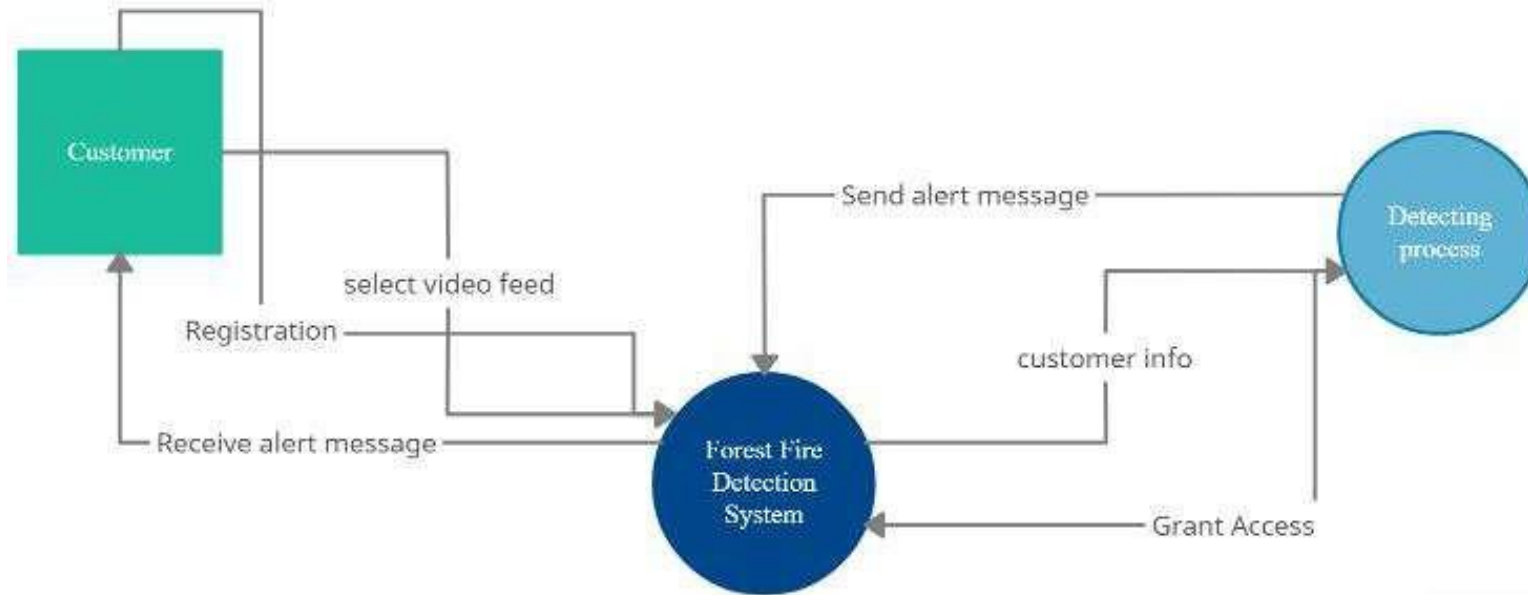 Customer
Send alert message
Detecting
process
select video feed
Registration
customer info
Receive alert message
Forest Fire
Detection
System
Grant Access